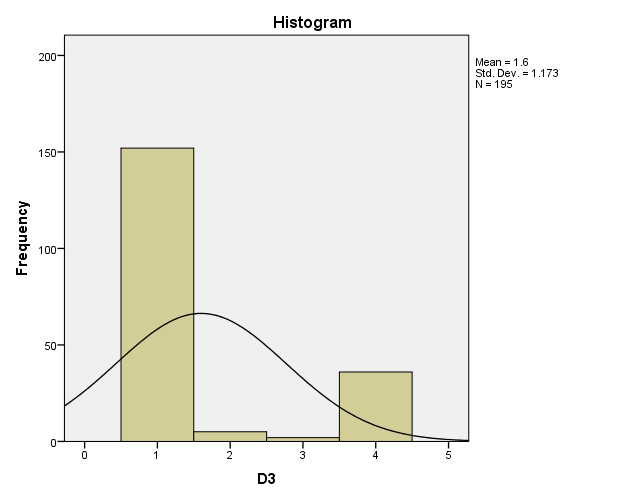 Histogram
200
150
100
50
0
Frequency
0 1 2 3 4 5
D3
Mean = 1.6
Std. Dev. = 1.173
N = 195